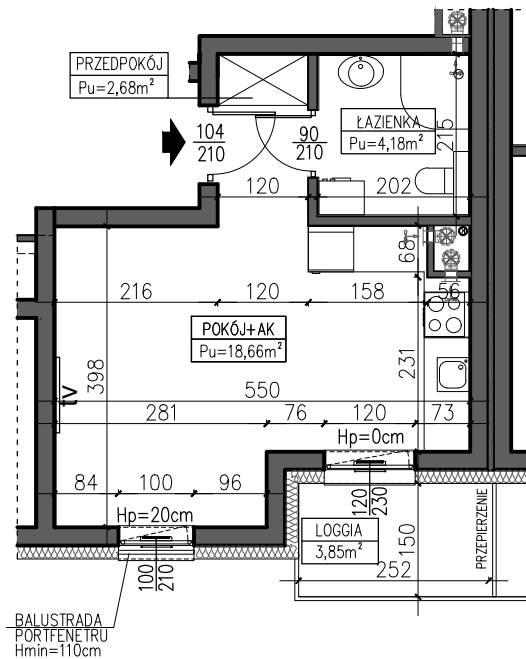 PRZEDPOKÓJ
Pu=2,68m²
ŁAZIENKA
Pu=4,18m²
104
210
90
210
215
120
202
68
216
120
158
56
POKÓJ+AK
Pu=18,66m²
398
231
tv
550
281
76
120
73
Hp=0cm
84
100
96
120
230
Hp=20cm
LOGGIA
3,85m²
150
PRZEPIERZENIE
252
100
210
BALUSTRADA
PORTFENETRU
Hmin=110cm